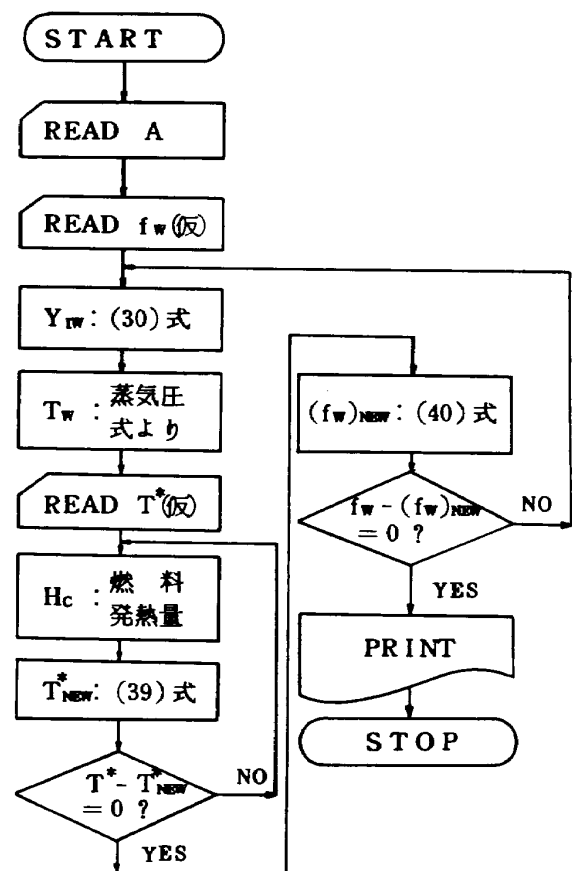 START
READ A
READ fw(仮)
YIW: (30) 式
Tw : 蒸気圧
式より
READ T*(仮)
Hc : 燃 料
発熱量
T*NEW: (39) 式
T* - T*NEW
= 0 ?
NO
YES
(fw)NEW: (40) 式
fw - (fw)NEW
= 0 ?
NO
YES
PRINT
STOP